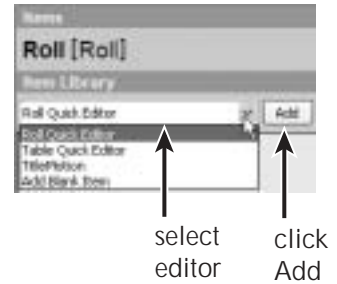 Name
Roll [Roll]
Item Library
Roll Quick Editor
Add
Roll Quick Editor
Table Quick Editor
TitleMotion
Add Blank Item
select
editor
click
Add